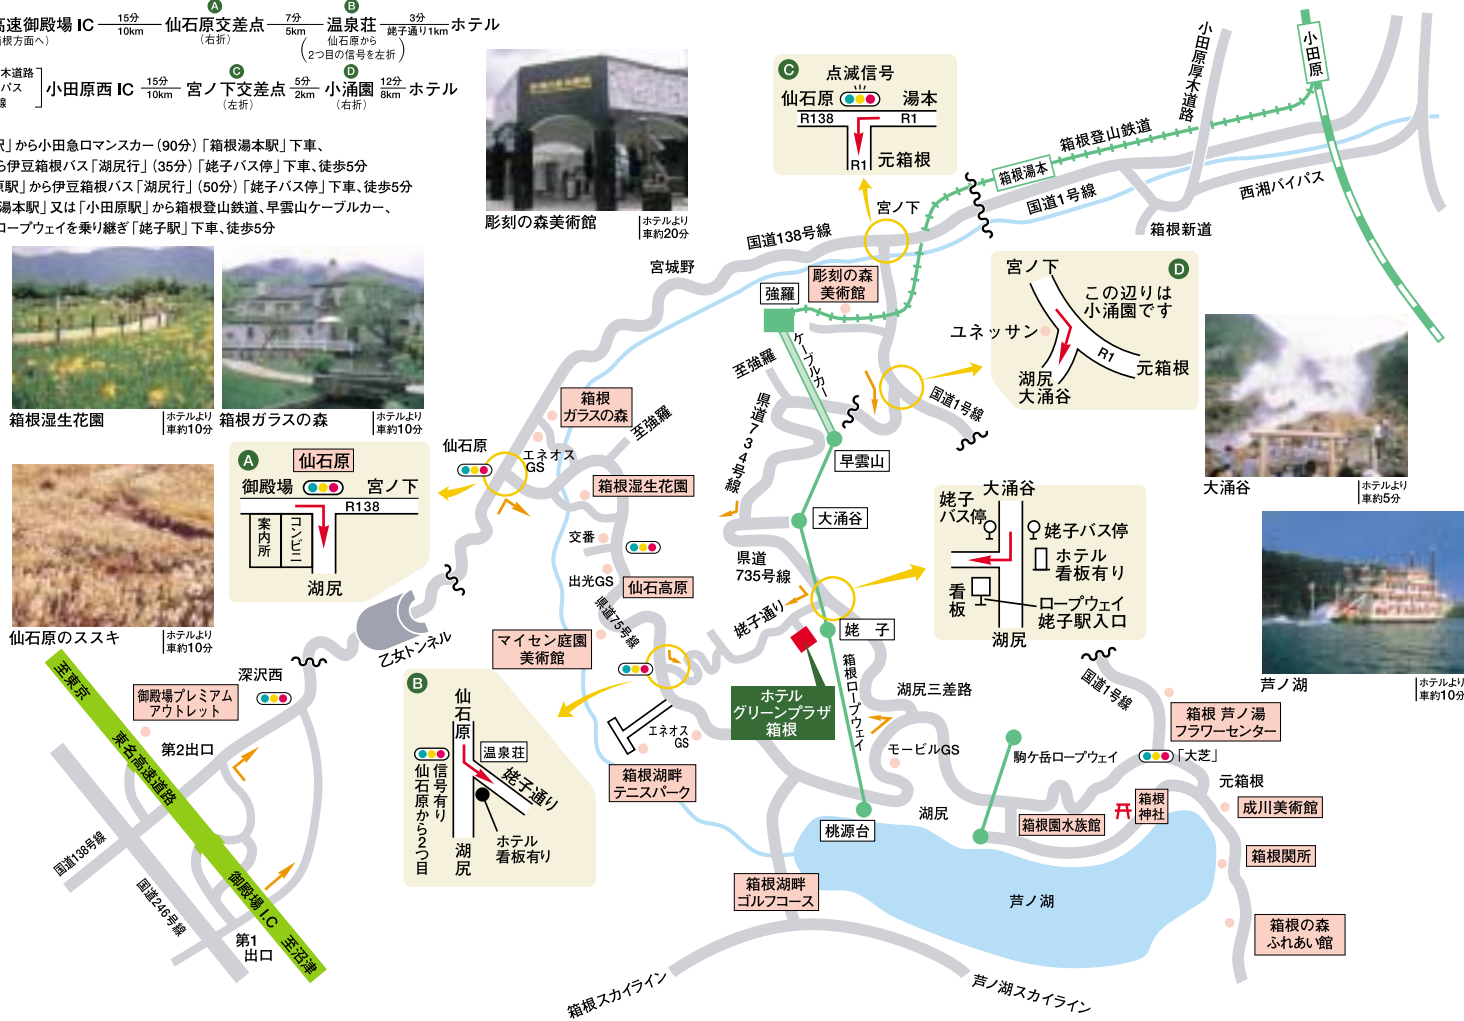 高速御殿場 IC 15分 10km 仙石原交差点 7分 5km 温泉荘 3分 姥子通り1km ホテル
A
B
箱根方面へ)
(右折)
(仙石原から
2つ目の信号を左折)
木道路
パス
線
小田原西 IC 15分 10km 宮ノ下交差点 5分 2km 小涌園 12分 8km ホテル
C
D
(左折)
(右折)
駅」から小田急ロマンスカー(90分)「箱根湯本駅」下車、
ら伊豆箱根バス「湖尻行」(35分)「姥子バス停」下車、徒歩5分
原駅」から伊豆箱根バス「湖尻行」(50分)「姥子バス停」下車、徒歩5分
湯本駅」又は「小田原駅」から箱根登山鉄道、早雲山ケーブルカー、
ロープウェイを乗り継ぎ「姥子駅」下車、徒歩5分
彫刻の森美術館
ホテルより
車約20分
箱根湿生花園
ホテルより
車約10分
箱根ガラスの森
ホテルより
車約10分
仙石原のススキ
ホテルより
車約10分
大涌谷
ホテルより
車約5分
芦ノ湖
ホテルより
車約10分
C
点滅信号
仙石原
湯本
R138
R1
R1
元箱根
小田原
小田原厚木道路
箱根登山鉄道
箱根湯本
国道1号線
西湘バイパス
箱根新道
宮ノ下
国道138号線
宮城野
彫刻の森
美術館
強羅
ケーブルカー
至強羅
国道1号線
D
宮ノ下
この辺りは
小涌園です
ユネッサン
R1
元箱根
湖尻
大涌谷
県道734号線
早雲山
大涌谷
県道
735号線
箱根
ガラスの森
至強羅
仙石原
エネオス
GS
箱根湿生花園
交番
出光GS
仙石高原
県道75号線
マイセン庭園
美術館
姥子通り
姥子
箱根ロープウェイ
ホテル
グリーンプラザ
箱根
A
仙石原
御殿場
宮ノ下
R138
案内所
コンビニ
湖尻
乙女トンネル
深沢西
御殿場プレミアム
アウトレット
第2出口
至東京
東名高速道路
御殿場 I.C
至沼津
国道138号線
国道246号線
第1
出口
B
仙石原
温泉荘
姥子通り
信号有り
仙石原から2つ目
湖尻
ホテル
看板有り
エネオス
GS
箱根湖畔
テニスパーク
大涌谷
姥子
バス停
姥子バス停
ホテル
看板有り
看板
ロープウェイ
姥子駅入口
湖尻
湖尻三差路
モービルGS
湖尻
桃源台
駒ケ岳ロープウェイ
国道1号線
箱根 芦ノ湯
フラワーセンター
「大芝」
元箱根
成川美術館
箱根
神社
箱根園水族館
箱根関所
箱根の森
ふれあい館
芦ノ湖
箱根湖畔
ゴルフコース
箱根スカイライン
芦ノ湖スカイライン